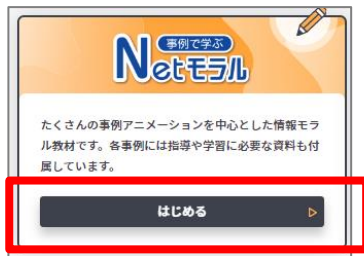 事例で学ぶ
Netモラル
たくさんの事例アニメーションを中心とした情報モラ
ル教材です。各事例には指導や学習に必要な資料も付
属しています。
はじめる